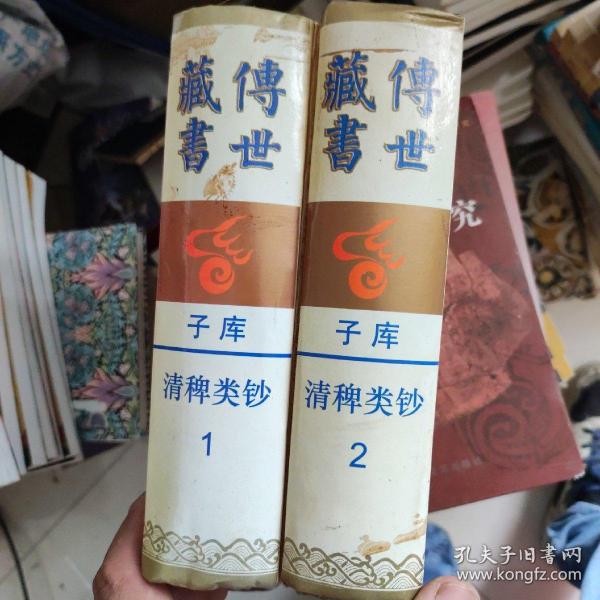 傳世
藏書
子库
清稗类钞
1
傳世
藏書
子库
清稗类钞
2
究
孔夫子旧书网
www.kongfz.com